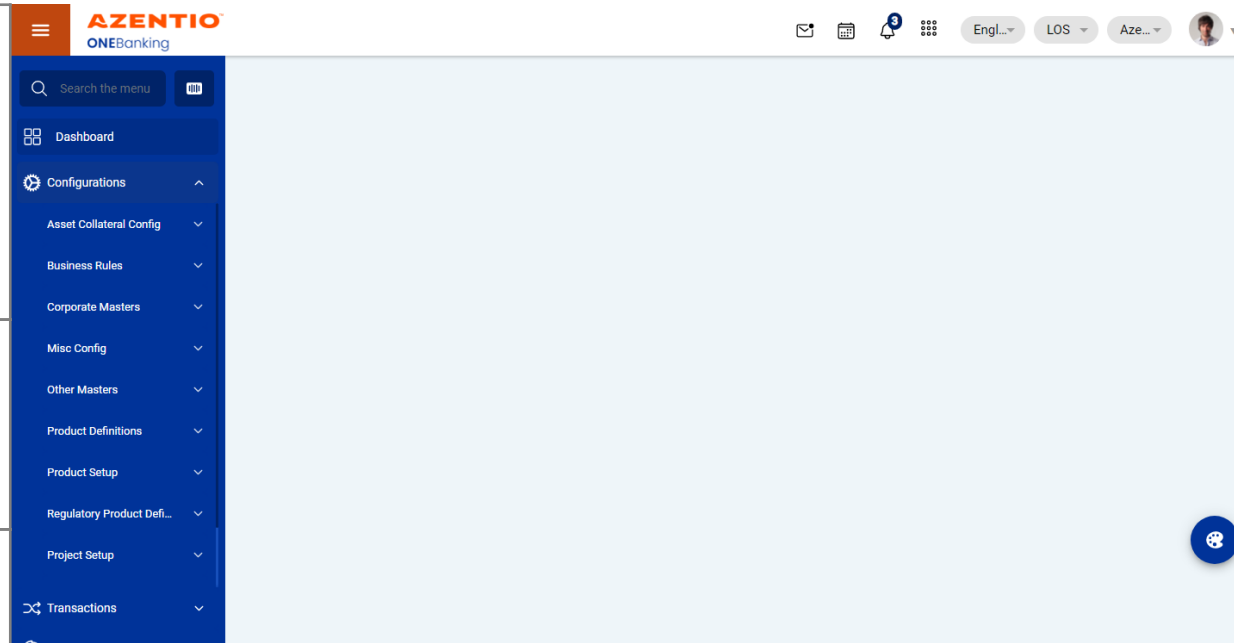 AZENTIO
ONEBanking
3
Engl...
LOS
Aze...
Search the menu
Dashboard
Configurations
Asset Collateral Config
Business Rules
Corporate Masters
Misc Config
Other Masters
Product Definitions
Product Setup
Regulatory Product Defi...
Project Setup
Transactions